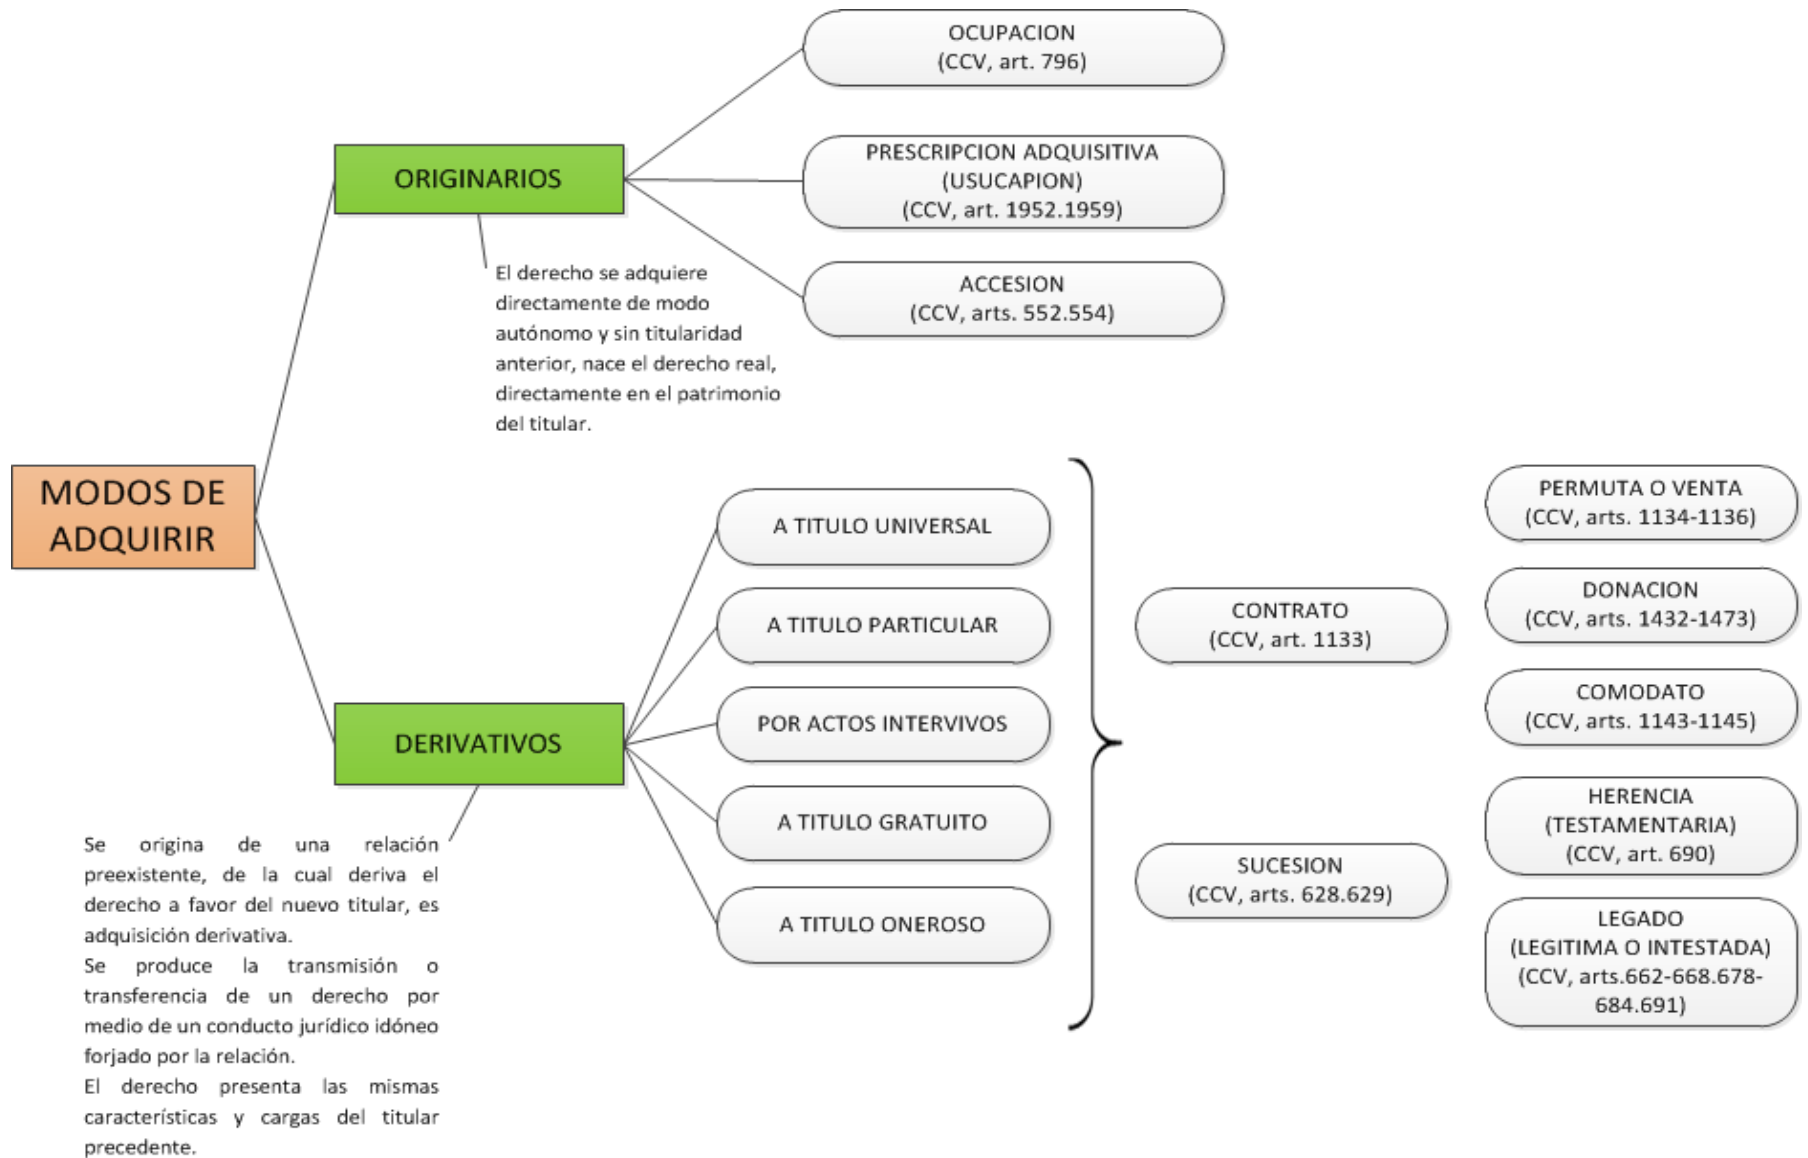 MODOS DE
ADQUIRIR
ORIGINARIOS
El derecho se adquiere
directamente de modo
autónomo y sin titularidad
anterior, nace el derecho real,
directamente en el patrimonio
del titular.
OCUPACION
(CCV, art. 796)
PRESCRIPCION ADQUISITIVA
(USUCAPION)
(CCV, art. 1952.1959)
ACCESION
(CCV, arts. 552.554)
DERIVATIVOS
Se origina de una relación
preexistente, de la cual deriva el
derecho a favor del nuevo titular, es
adquisición derivativa.
Se produce la transmisión o
transferencia de un derecho por
medio de un conducto jurídico idóneo
forjado por la relación.
El derecho presenta las mismas
características y cargas del titular
precedente.
A TITULO UNIVERSAL
A TITULO PARTICULAR
POR ACTOS INTERVIVOS
A TITULO GRATUITO
A TITULO ONEROSO
CONTRATO
(CCV, art. 1133)
SUCESION
(CCV, arts. 628.629)
PERMUTA O VENTA
(CCV, arts. 1134-1136)
DONACION
(CCV, arts. 1432-1473)
COMODATO
(CCV, arts. 1143-1145)
HERENCIA
(TESTAMENTARIA)
(CCV, art. 690)
LEGADO
(LEGITIMA O INTESTADA)
(CCV, arts.662-668.678-
684.691)